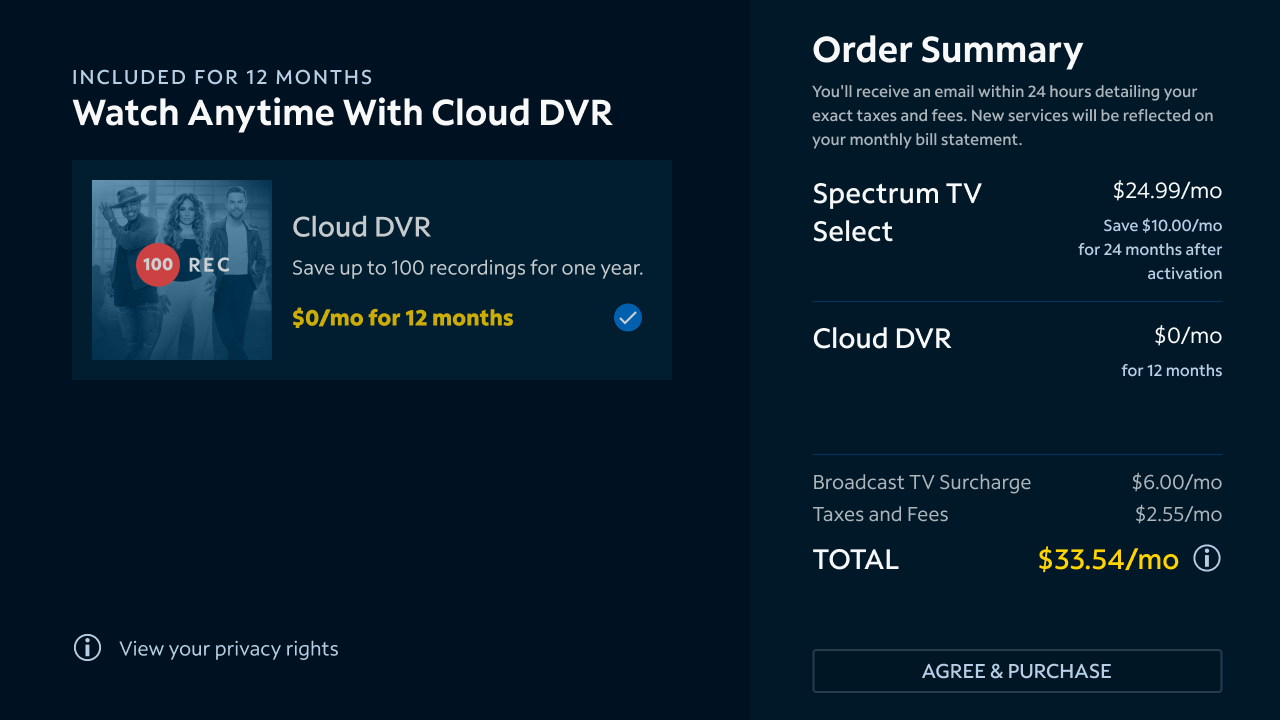 INCLUDED FOR 12 MONTHS
Watch Anytime With Cloud DVR
100 REC
Cloud DVR
Save up to 100 recordings for one year.
$0/mo for 12 months
View your privacy rights
Order Summary
You'll receive an email within 24 hours detailing your
exact taxes and fees. New services will be reflected on
your monthly bill statement.
Spectrum TV
Select
$24.99/mo
Save $10.00/mo
for 24 months after
activation
Cloud DVR
$0/mo
for 12 months
Broadcast TV Surcharge $6.00/mo
Taxes and Fees $2.55/mo
TOTAL $33.54/mo
AGREE & PURCHASE